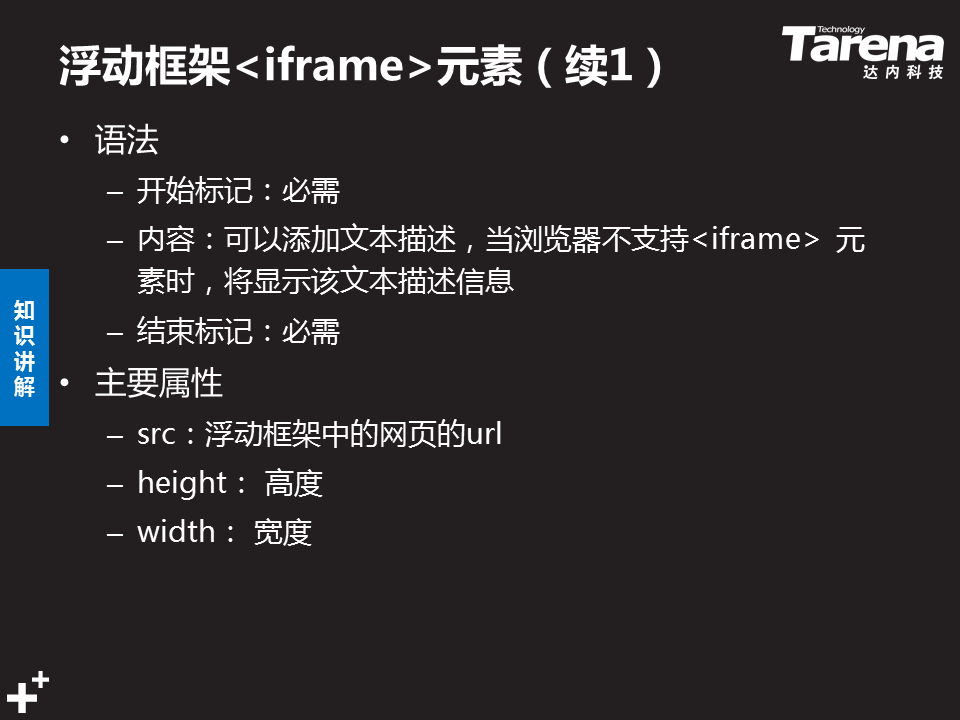 浮动框架<iframe>元素（续1）
Technology
Tarena
达内科技
• 语法
– 开始标记：必需
– 内容：可以添加文本描述，当浏览器不支持<iframe> 元
素时，将显示该文本描述信息
– 结束标记：必需
知识讲解
• 主要属性
– src：浮动框架中的网页的url
– height： 高度
– width： 宽度